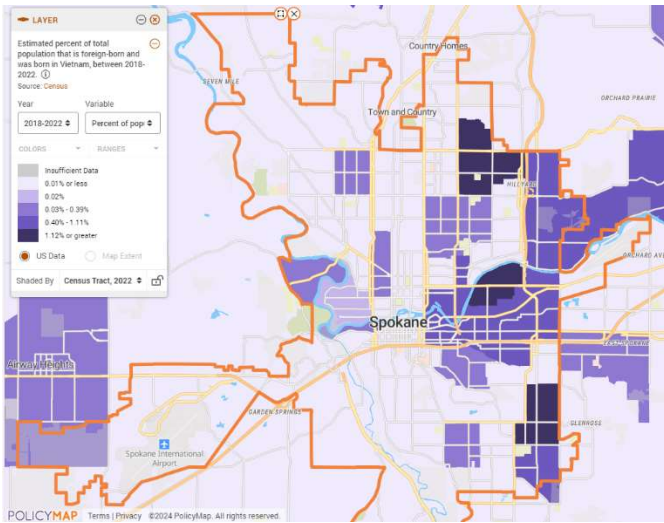 LAYER
Estimated percent of total
population that is foreign-born and
was born in Vietnam, between 2018-
2022.
Source: Census
Year
Variable
2018-2022
Percent of pop
COLORS
RANGES
Insufficient Data
0.01% or less
0.02%
0.03% - 0.39%
0.40% - 1.11%
1.12% or greater
US Data
Map Extent
Shaded By
Census Tract, 2022
Country Homes
SEVEN MILE
ORCHARD PRAIRIE
Town and Country
HILLYARD
ORCHARD AVE
Spokane
EAST SPOKANE
Airway Heights
GARDEN SPRINGS
GLENROSE
Spokane International
Airport
POLICYMAP
Terms | Privacy ©2024 PolicyMap. All rights reserved.